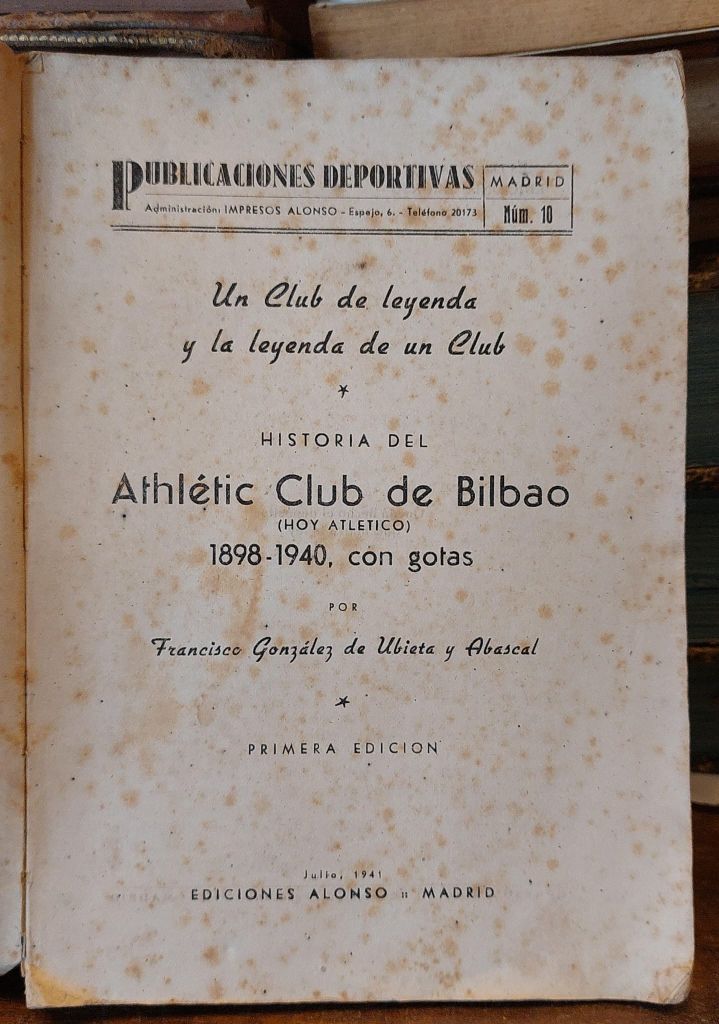 PUBLICACIONES DEPORTIVAS
MADRID
Administración: IMPRESOS ALONSO - Espejo, 6. - Teléfono 20173
Núm. 10
Un Club de leyenda
y la leyenda de un Club
HISTORIA DEL
Athlétic Club de Bilbao
(HOY ATLETICO)
1898-1940, con gotas
POR
Francisco González de Ubieta y Abascal
PRIMERA EDICION
Julio, 1941
EDICIONES ALONSO :: MADRID